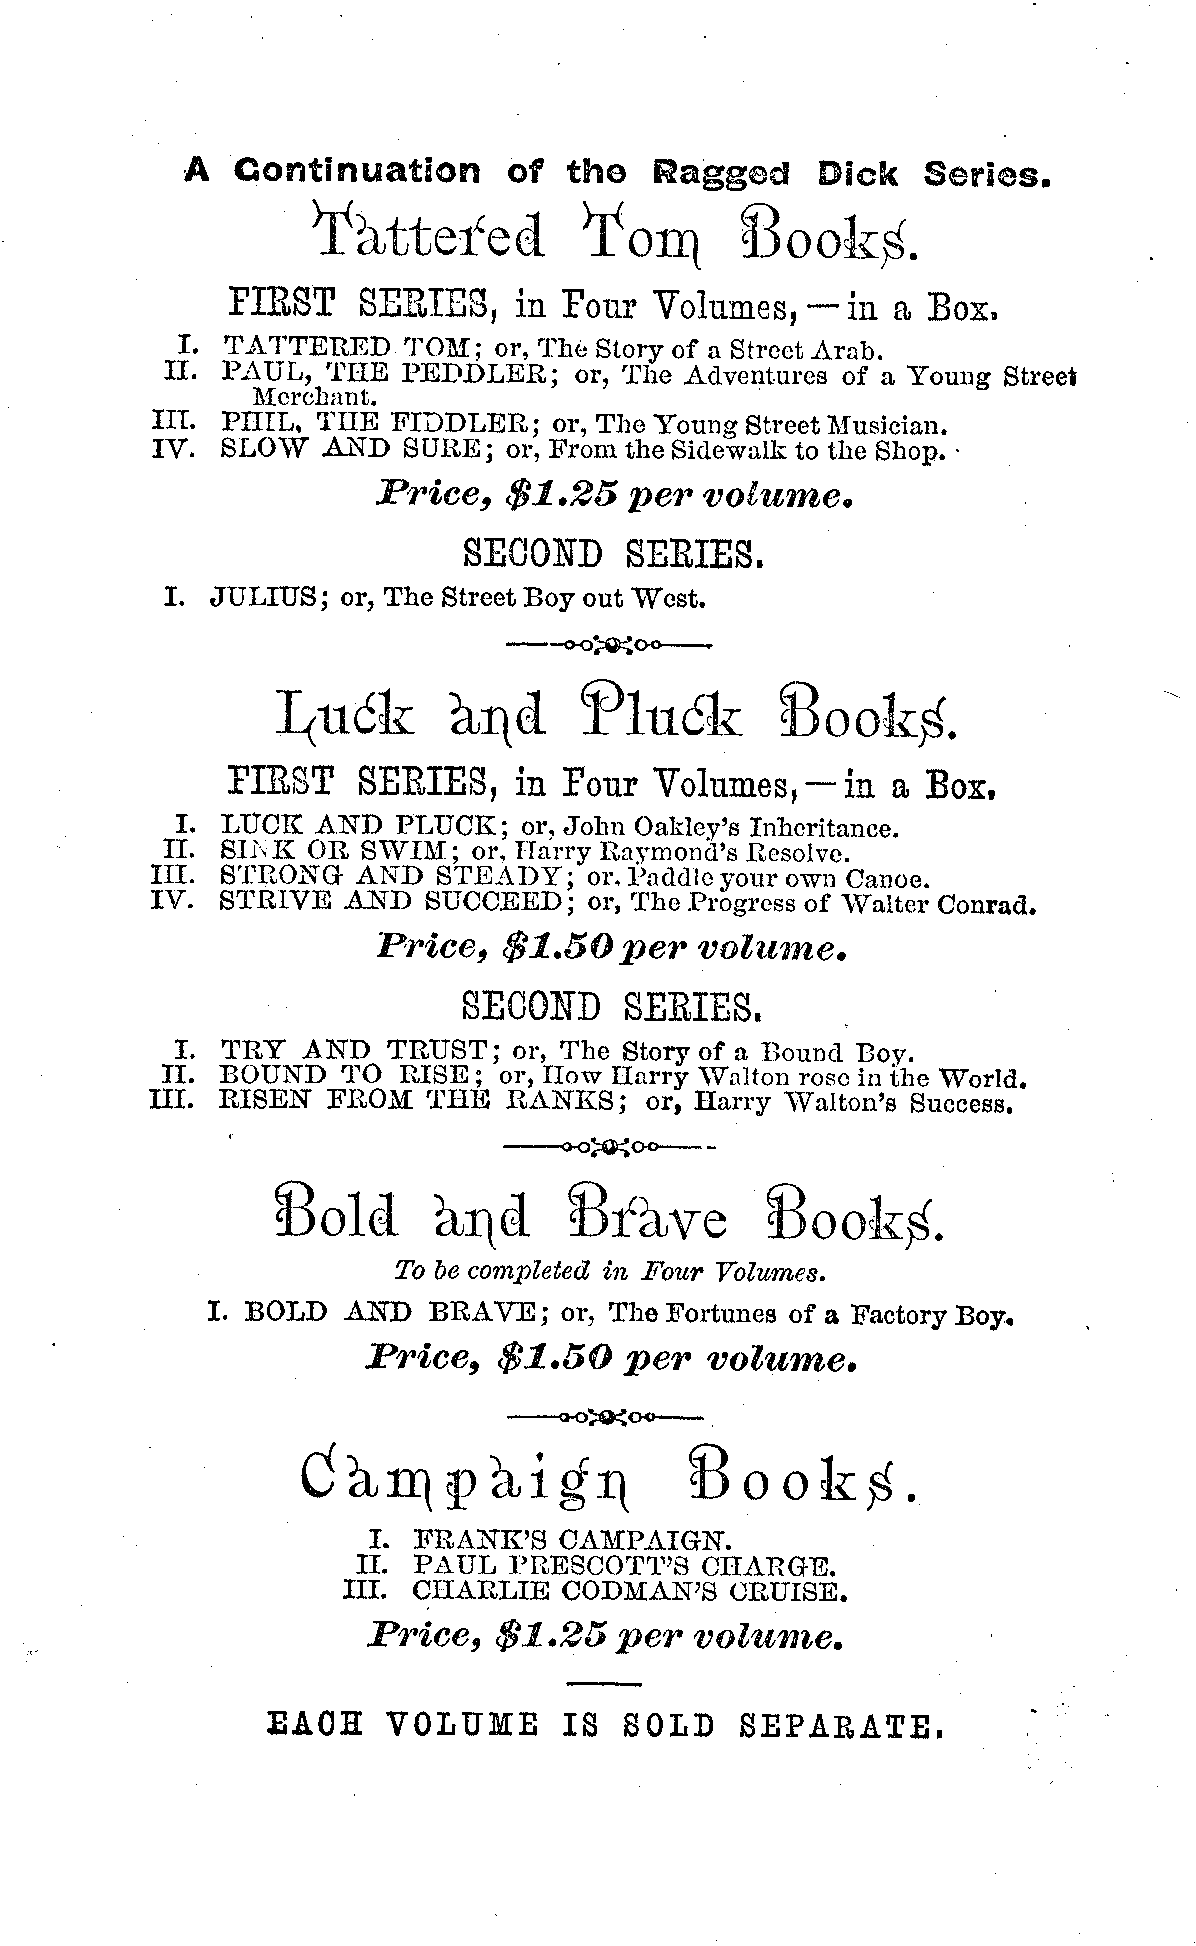 A Continuation of the Ragged Dick Series.
Tattered Tom Books.
FIRST SERIES, in Four Volumes,—in a Box.
I. TATTERED TOM; or, The Story of a Street Arab.
II. PAUL, THE PEDDLER; or, The Adventures of a Young Street
Merchant.
III. PHIL, THE FIDDLER; or, The Young Street Musician.
IV. SLOW AND SURE; or, From the Sidewalk to the Shop.
Price, $1.25 per volume.
SECOND SERIES.
I. JULIUS; or, The Street Boy out West.
Luck and Pluck Books.
FIRST SERIES, in Four Volumes,—in a Box.
I. LUCK AND PLUCK; or, John Oakley's Inheritance.
II. SINK OR SWIM; or, Harry Raymond's Resolve.
III. STRONG AND STEADY; or, Paddle your own Canoe.
IV. STRIVE AND SUCCEED; or, The Progress of Walter Conrad.
Price, $1.50 per volume.
SECOND SERIES.
I. TRY AND TRUST; or, The Story of a Bound Boy.
II. BOUND TO RISE; or, How Harry Walton rose in the World.
III. RISEN FROM THE RANKS; or, Harry Walton's Success.
Bold and Brave Books.
To be completed in Four Volumes.
I. BOLD AND BRAVE; or, The Fortunes of a Factory Boy.
Price, $1.50 per volume.
Campaign Books.
I. FRANK'S CAMPAIGN.
II. PAUL PRESCOTT'S CHARGE.
III. CHARLIE CODMAN'S CRUISE.
Price, $1.25 per volume.
EACH VOLUME IS SOLD SEPARATE.